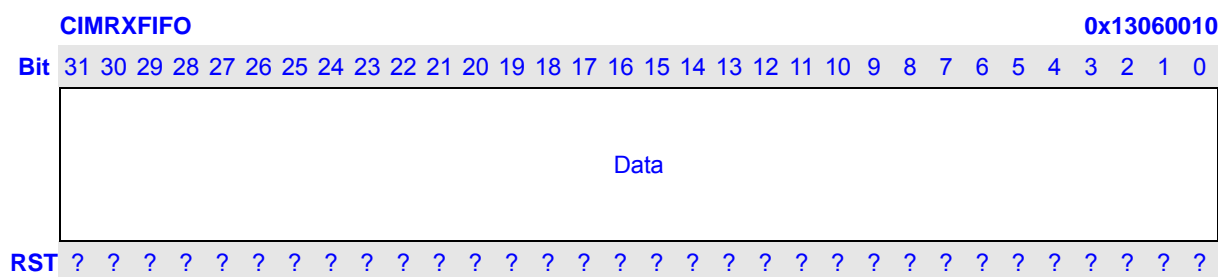 CIMRXFIFO 0x13060010
Bit 31 30 29 28 27 26 25 24 23 22 21 20 19 18 17 16 15 14 13 12 11 10 9 8 7 6 5 4 3 2 1 0
Data
RST ? ? ? ? ? ? ? ? ? ? ? ? ? ? ? ? ? ? ? ? ? ? ? ? ? ? ? ? ? ? ? ?